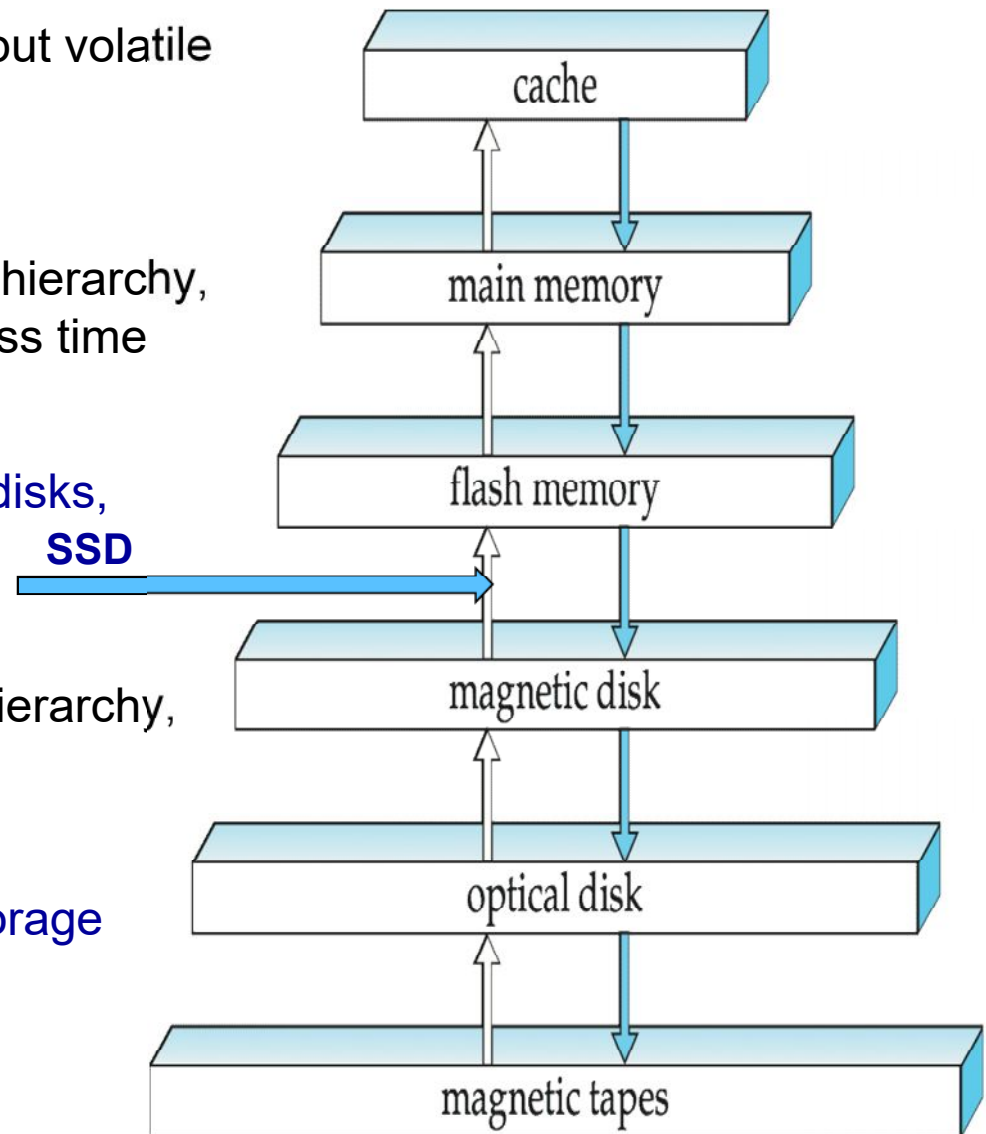 out volatile
cache
hierarchy,
ss time
main memory
disks,
SSD
flash memory
ierarchy,
magnetic disk
orage
optical disk
magnetic tapes